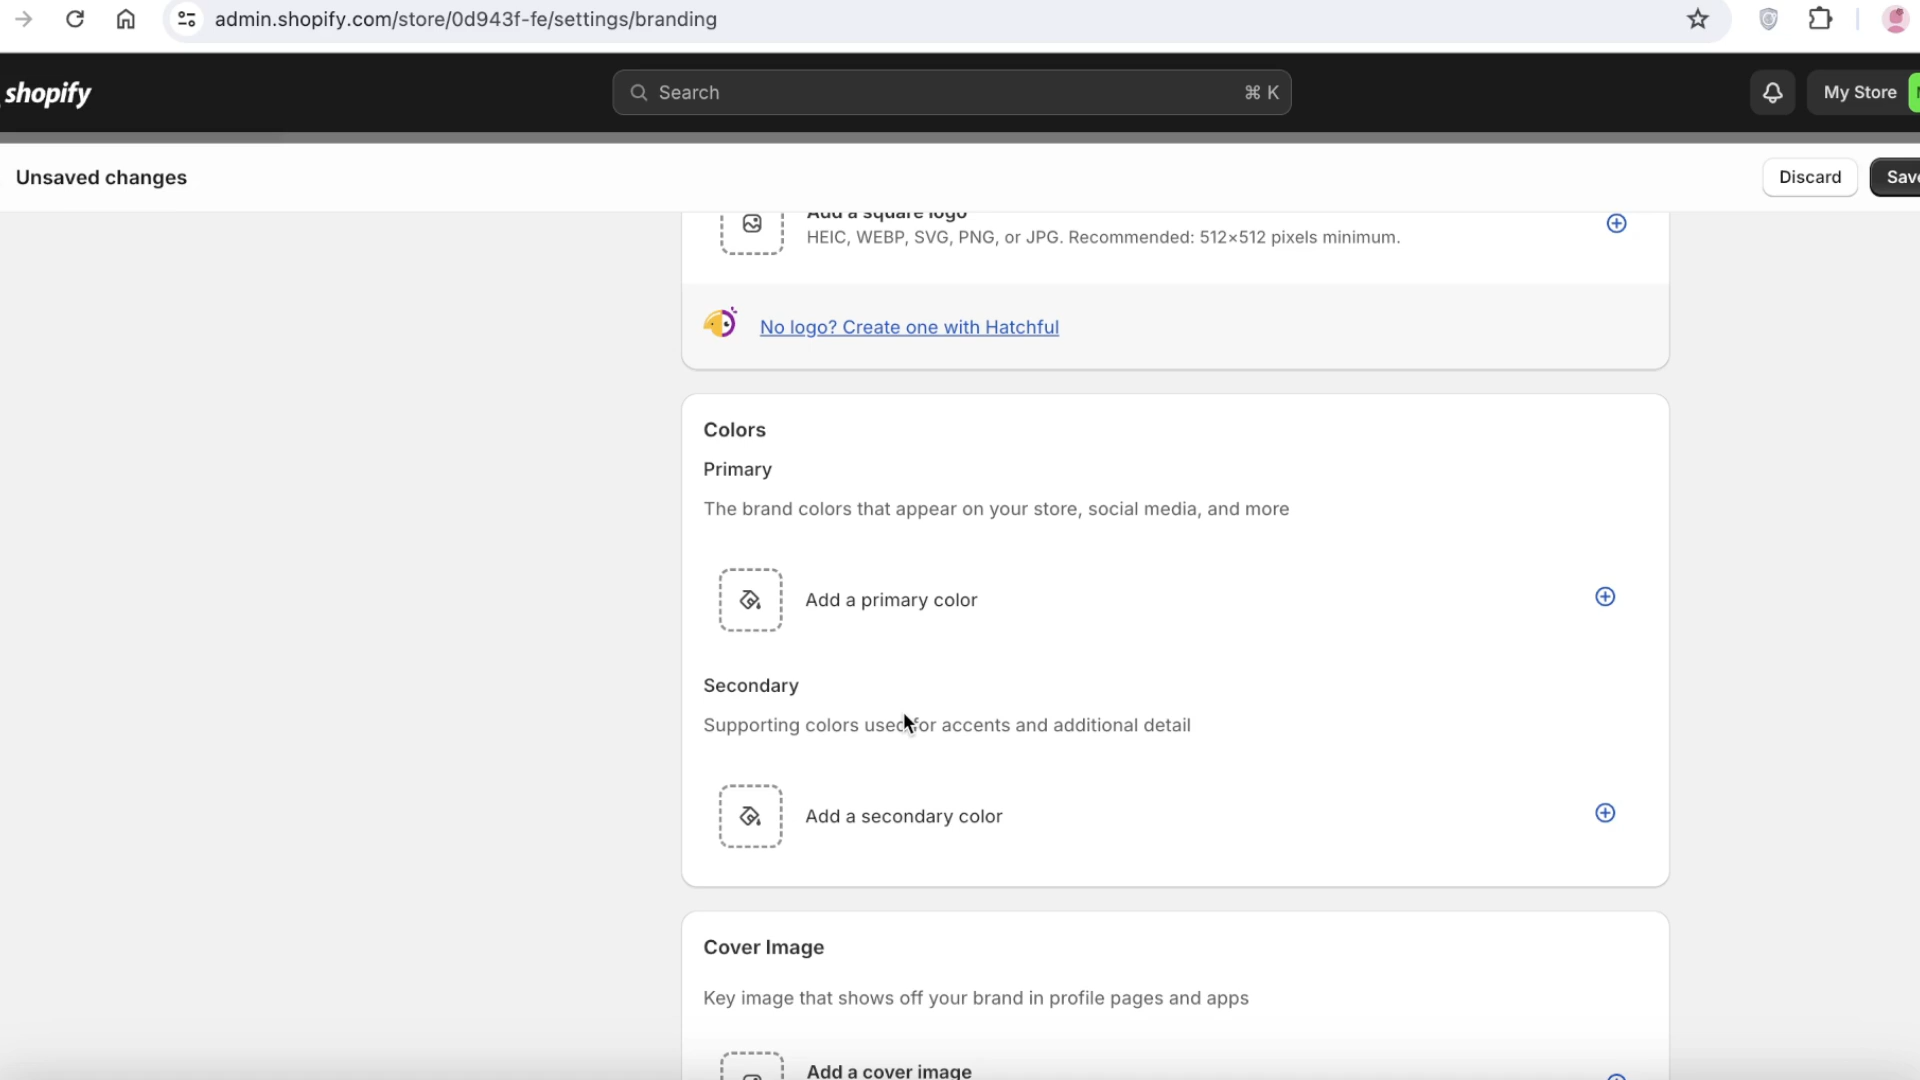 admin.shopify.com/store/0d943f-fe/settings/branding
shopify
Search
⌘ K
My Store
Unsaved changes
Discard
Save
Add a square logo
HEIC, WEBP, SVG, PNG, or JPG. Recommended: 512×512 pixels minimum.
No logo? Create one with Hatchful
Colors
Primary
The brand colors that appear on your store, social media, and more
Add a primary color
Secondary
Supporting colors used for accents and additional detail
Add a secondary color
Cover Image
Key image that shows off your brand in profile pages and apps
Add a cover image